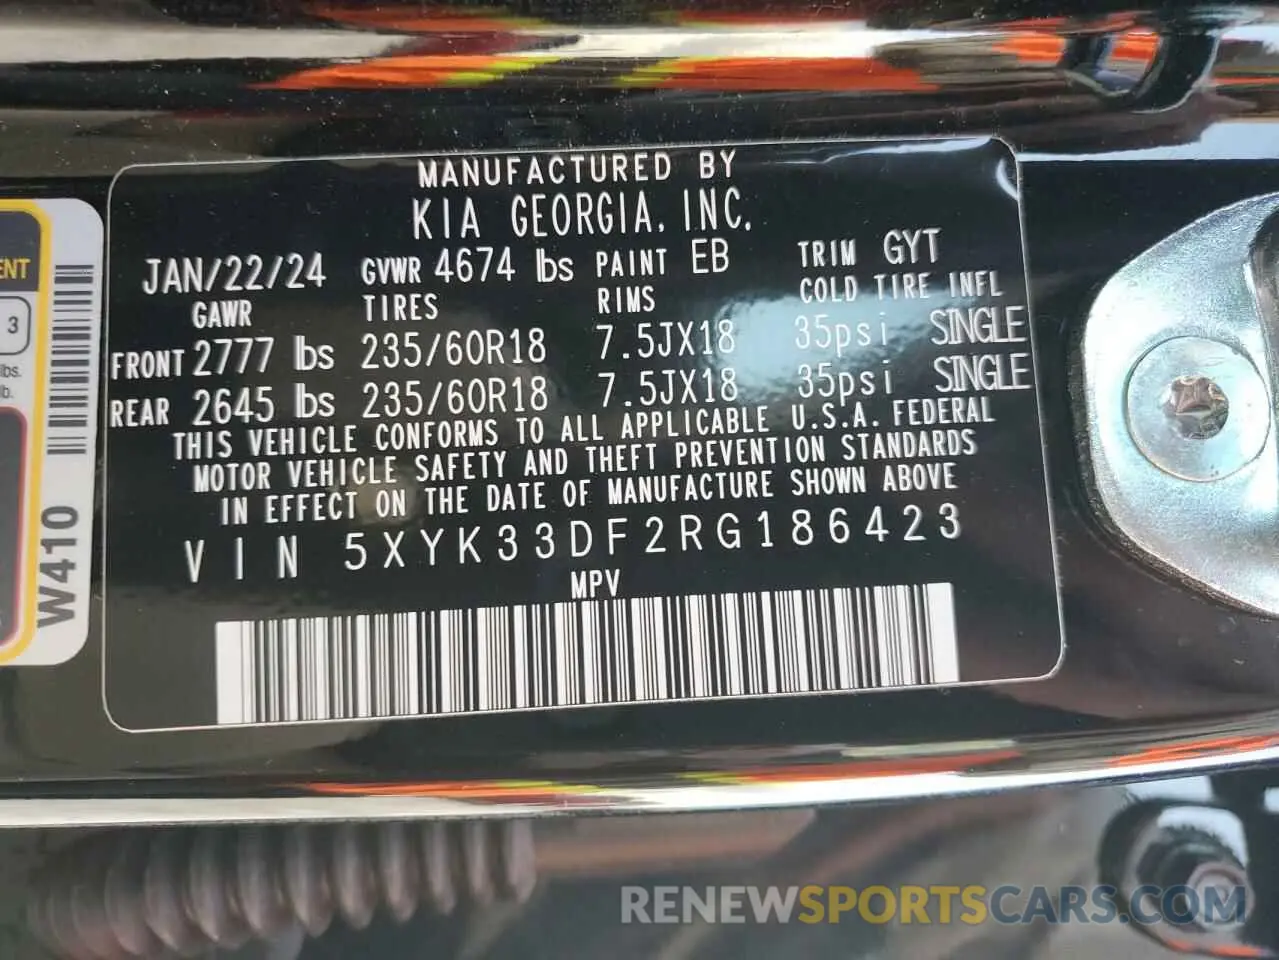 MANUFACTURED BY
KIA GEORGIA, INC.
JAN/22/24 GVWR 4674 lbs PAINT EB TRIM GYT
GAWR TIRES RIMS COLD TIRE INFL
FRONT 2777 lbs 235/60R18 7.5JX18 35psi SINGLE
REAR 2645 lbs 235/60R18 7.5JX18 35psi SINGLE
THIS VEHICLE CONFORMS TO ALL APPLICABLE U.S.A. FEDERAL
MOTOR VEHICLE SAFETY AND THEFT PREVENTION STANDARDS
IN EFFECT ON THE DATE OF MANUFACTURE SHOWN ABOVE
VIN 5XYK33DF2RG186423
MPV
3
lbs.
lb.
W410
RENEWSPORTSCARS.COM